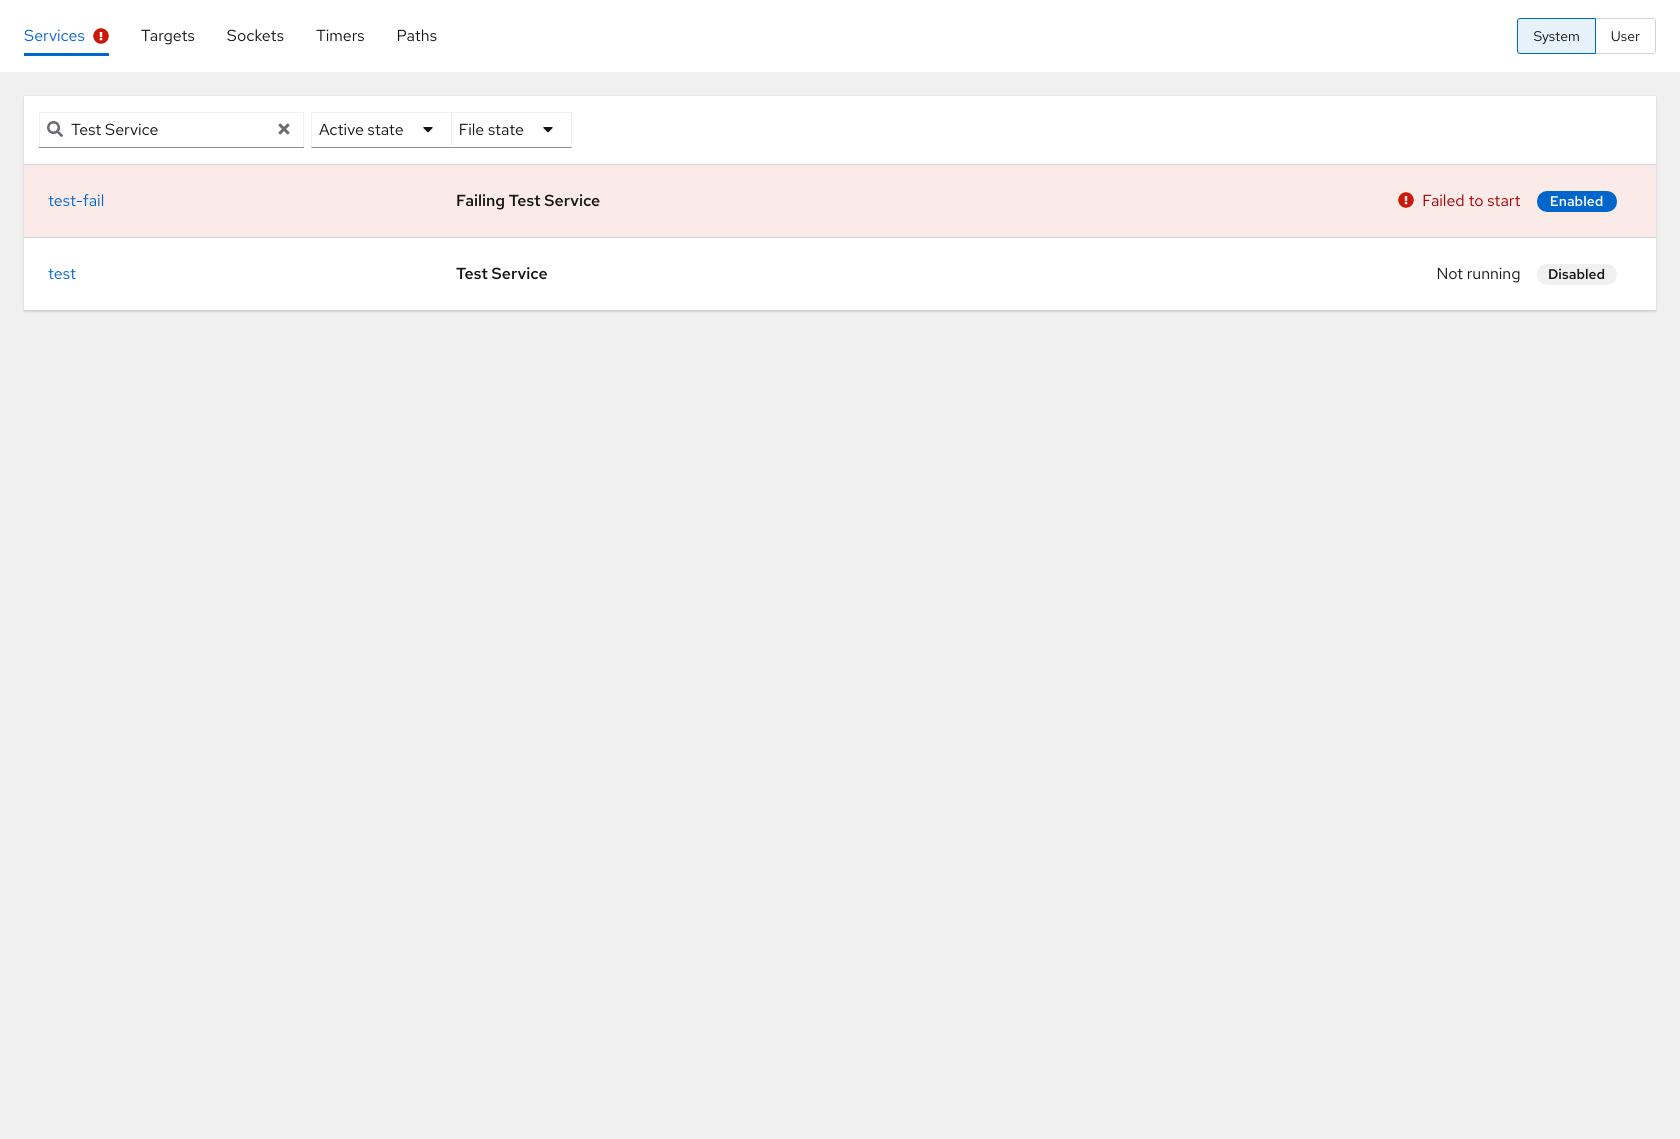 Services Targets Sockets Timers Paths System User
Test Service Active state File state
test-fail Failing Test Service Failed to start Enabled
test Test Service Not running Disabled